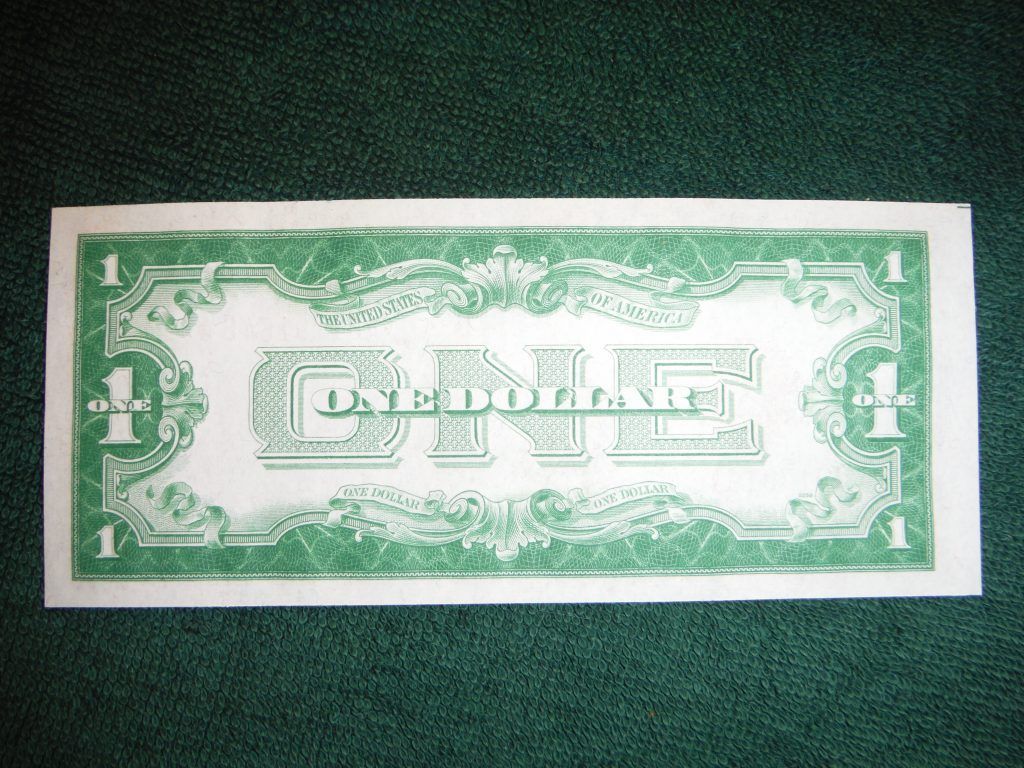 1 1
THE UNITED STATES OF AMERICA
1 ONE ONE 1 ONE
ONE DOLLAR
ONE DOLLAR ONE DOLLAR
1 1